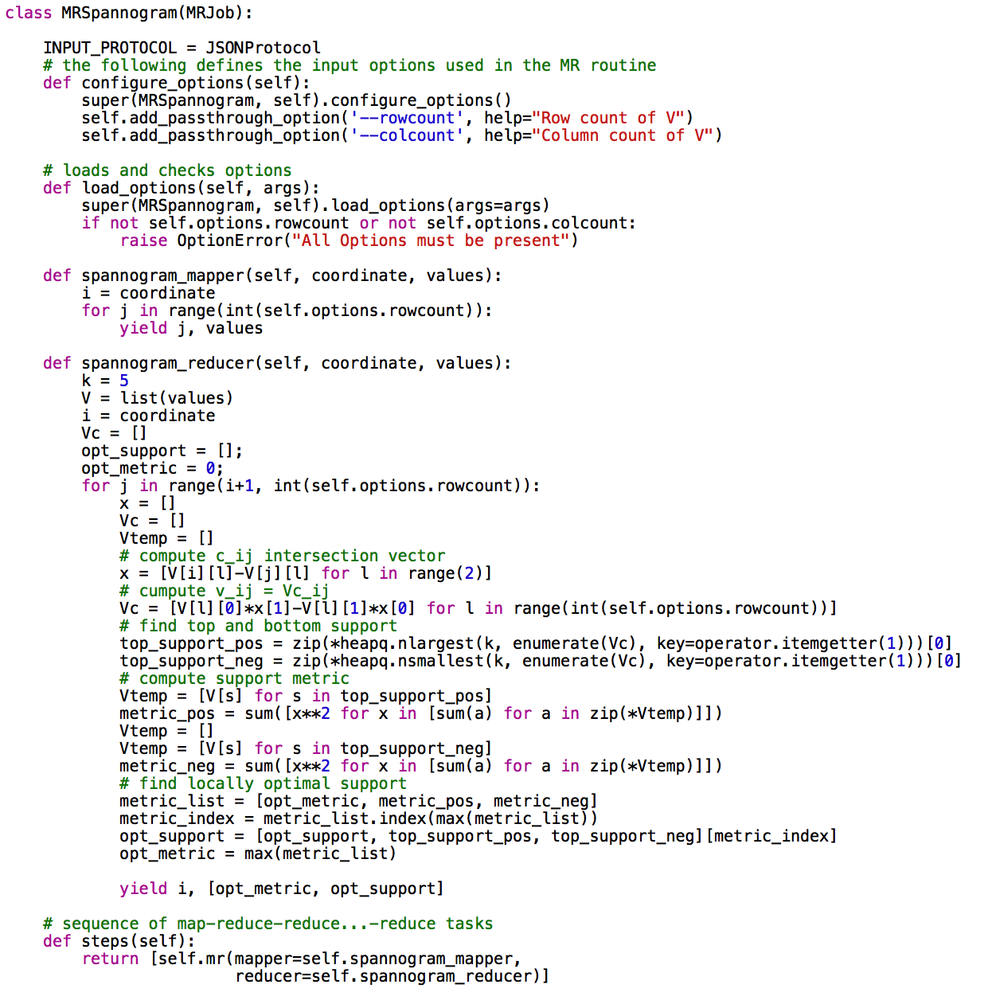 class MRSpannogram(MRJob):

    INPUT_PROTOCOL = JSONProtocol
    # the following defines the input options used in the MR routine
    def configure_options(self):
        super(MRSpannogram, self).configure_options()
        self.add_passthrough_option('--rowcount', help="Row count of V")
        self.add_passthrough_option('--colcount', help="Column count of V")

    # loads and checks options
    def load_options(self, args):
        super(MRSpannogram, self).load_options(args=args)
        if not self.options.rowcount or not self.options.colcount:
            raise OptionError("All Options must be present")

    def spannogram_mapper(self, coordinate, values):
        i = coordinate
        for j in range(int(self.options.rowcount)):
            yield j, values

    def spannogram_reducer(self, coordinate, values):
        k = 5
        V = list(values)
        i = coordinate
        Vc = []
        opt_support = [];
        opt_metric = 0;
        for j in range(i+1, int(self.options.rowcount)):
            x = []
            Vc = []
            Vtemp = []
            # compute c_ij intersection vector
            x = [V[i][l]-V[j][l] for l in range(2)]
            # cumpute v_ij = Vc_ij
            Vc = [V[l][0]*x[1]-V[l][1]*x[0] for l in range(int(self.options.rowcount))]
            # find top and bottom support
            top_support_pos = zip(*heapq.nlargest(k, enumerate(Vc), key=operator.itemgetter(1)))[0]
            top_support_neg = zip(*heapq.nsmallest(k, enumerate(Vc), key=operator.itemgetter(1)))[0]
            # compute support metric
            Vtemp = [V[s] for s in top_support_pos]
            metric_pos = sum([x**2 for x in [sum(a) for a in zip(*Vtemp)]])
            Vtemp = []
            Vtemp = [V[s] for s in top_support_neg]
            metric_neg = sum([x**2 for x in [sum(a) for a in zip(*Vtemp)]])
            # find locally optimal support
            metric_list = [opt_metric, metric_pos, metric_neg]
            metric_index = metric_list.index(max(metric_list))
            opt_support = [opt_support, top_support_pos, top_support_neg][metric_index]
            opt_metric = max(metric_list)

            yield i, [opt_metric, opt_support]

    # sequence of map-reduce-reduce...-reduce tasks
    def steps(self):
        return [self.mr(mapper=self.spannogram_mapper,
                        reducer=self.spannogram_reducer)]